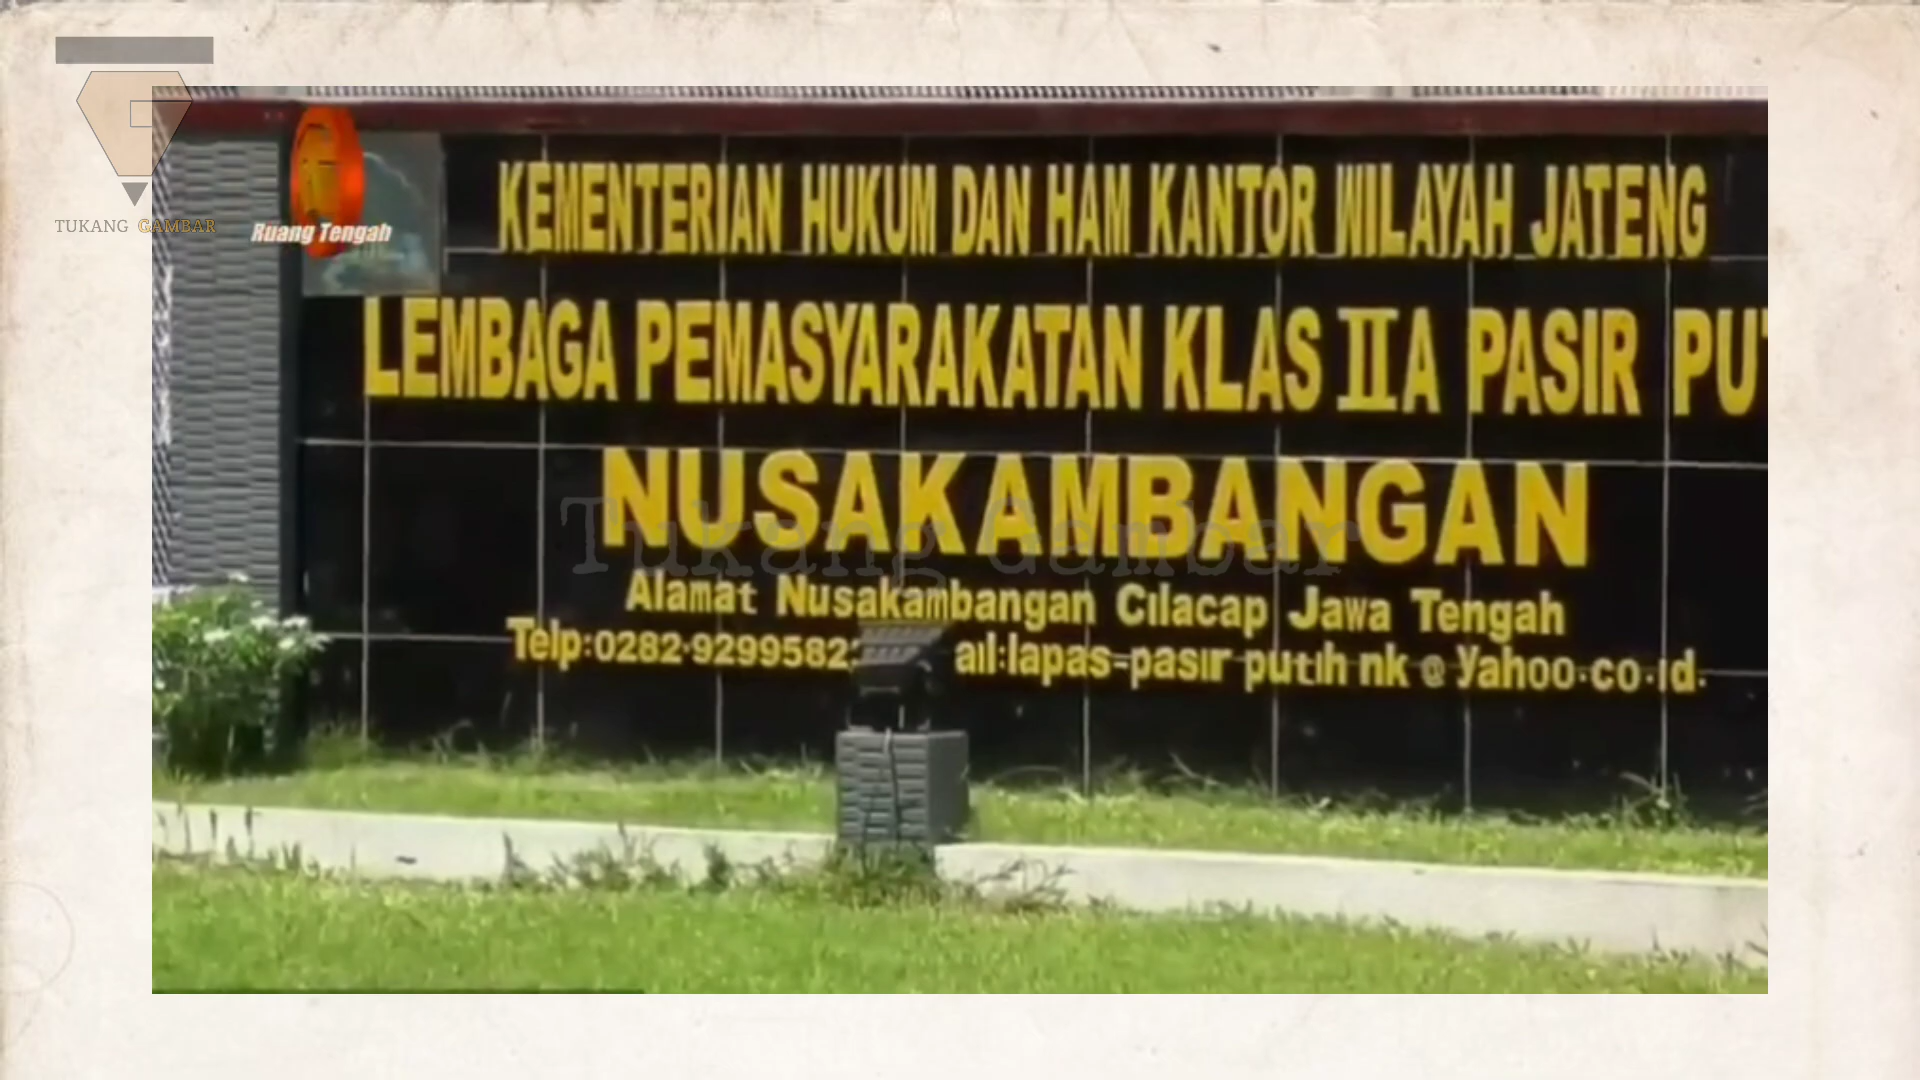 TUKANG GAMBAR
Ruang Tengah
KEMENTERIAN HUKUM DAN HAM KANTOR WILAYAH JATENG
LEMBAGA PEMASYARAKATAN KLAS IIA PASIR PUT
NUSAKAMBANGAN
Tukang Gambar
Alamat Nusakambangan Cilacap Jawa Tengah
Telp:0282-9299582 ail:lapas-pasir putih nk @ yahoo.co.id.